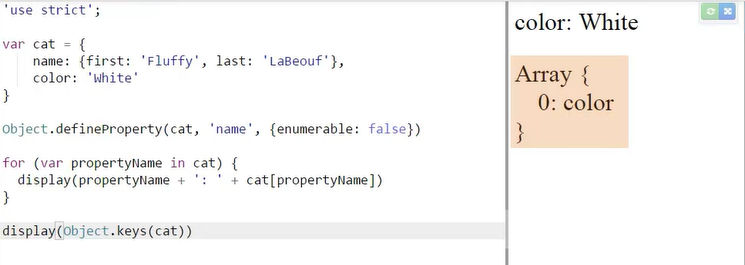 'use strict';
var cat = {
    name: {first: 'Fluffy', last: 'LaBeouf'},
    color: 'White'
}
Object.defineProperty(cat, 'name', {enumerable: false})
for (var propertyName in cat) {
  display(propertyName + ': ' + cat[propertyName])
}
display(Object.keys(cat))
color: White
Array {
    0: color
}